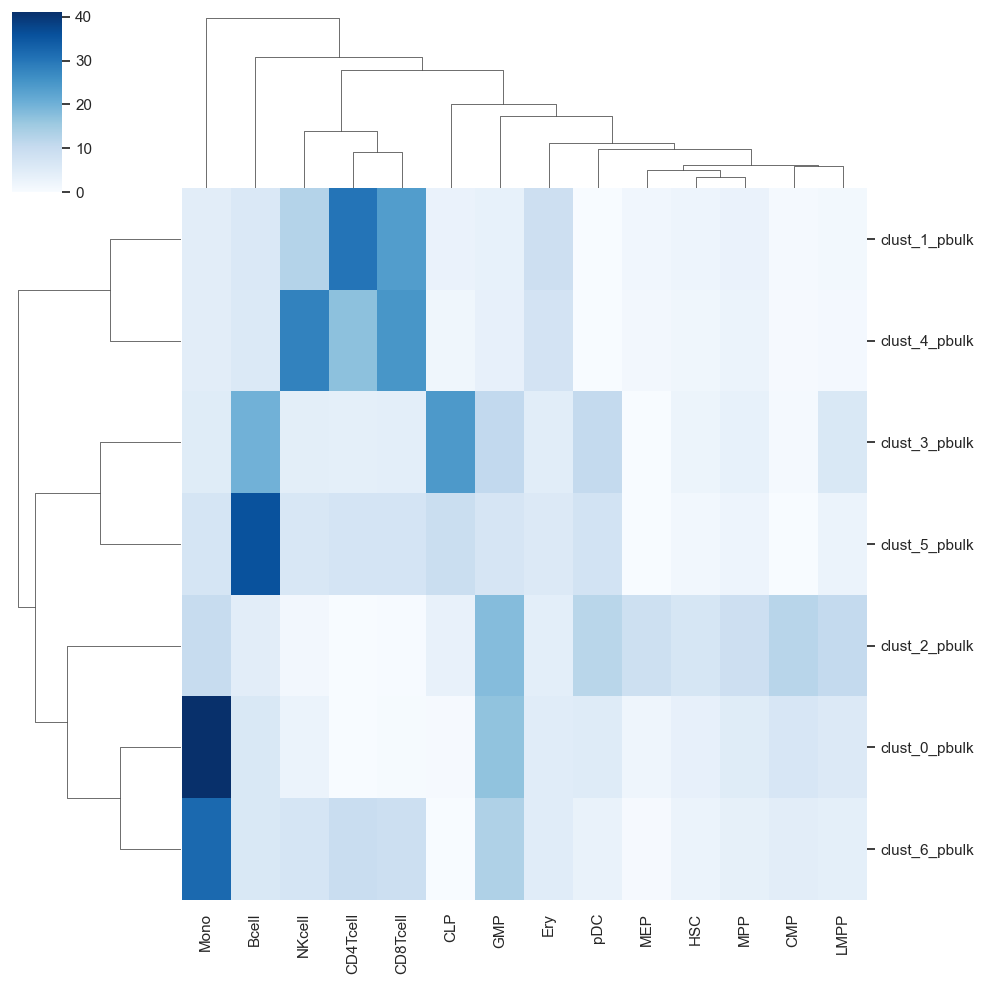 40
30
20
10
0
clust_1_pbulk
clust_4_pbulk
clust_3_pbulk
clust_5_pbulk
clust_2_pbulk
clust_0_pbulk
clust_6_pbulk
Mono
Bcell
NKcell
CD4Tcell
CD8Tcell
CLP
GMP
Ery
pDC
MEP
HSC
MPP
CMP
LMPP